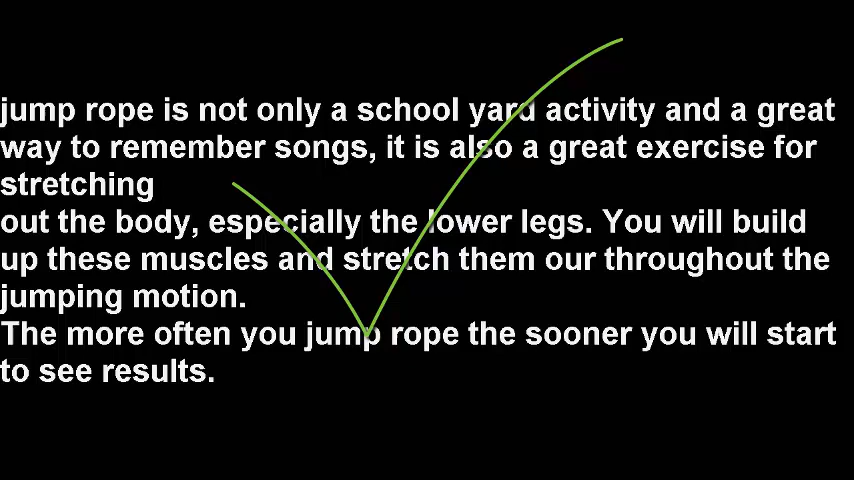 jump rope is not only a school yard activity and a great
way to remember songs, it is also a great exercise for
stretching
out the body, especially the lower legs. You will build
up these muscles and stretch them our throughout the
jumping motion.
The more often you jump rope the sooner you will start
to see results.